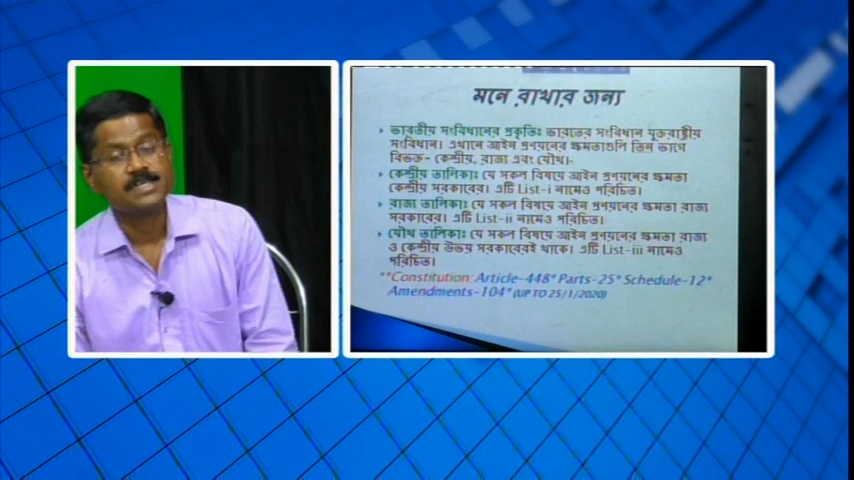 মনে রাখার জন্য
ভারতীয় সংবিধানের প্রকৃতিঃ ভারতের সংবিধান যুক্তরাষ্ট্রীয়
সংবিধান। এখানে আইন প্রণয়নের ক্ষমতাগুলি তিন ভাগে
বিভক্ত- কেন্দ্রীয়, রাজ্য এবং যৌথ।
কেন্দ্রীয় তালিকাঃ যে সকল বিষয়ে আইন প্রণয়নের ক্ষমতা
কেন্দ্রীয় সরকারের। এটি List-i নামেও পরিচিত।
রাজ্য তালিকাঃ যে সকল বিষয়ে আইন প্রণয়নের ক্ষমতা রাজ্য
সরকারের। এটি List-ii নামেও পরিচিত।
যৌথ তালিকাঃ যে সকল বিষয়ে আইন প্রণয়নের ক্ষমতা রাজ্য
ও কেন্দ্রীয় উভয় সরকারেরই থাকে। এটি List-iii নামেও
পরিচিত।
**Constitution: Article-448* Parts-25* Schedule-12*
Amendments-104* (UP TO 25/1/2020)